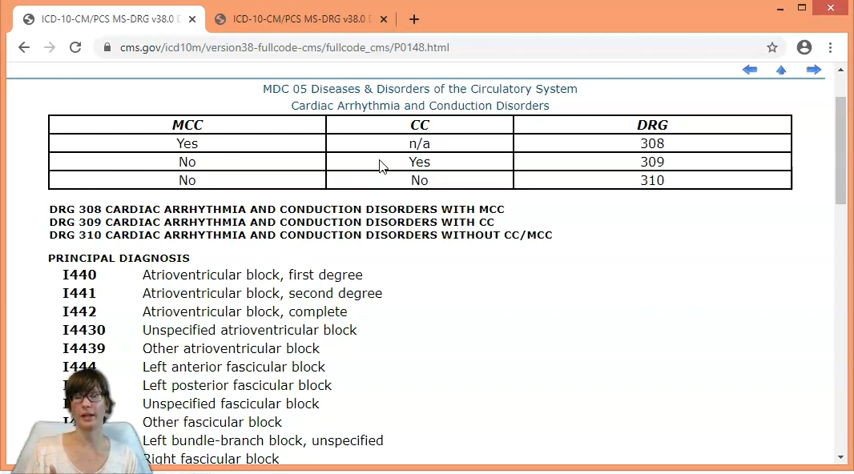 ICD-10-CM/PCS MS-DRG v38.0
ICD-10-CM/PCS MS-DRG v38.0
cms.gov/icd10m/version38-fullcode-cms/fullcode_cms/P0148.html
MDC 05 Diseases & Disorders of the Circulatory System
Cardiac Arrhythmia and Conduction Disorders
MCC CC DRG
Yes n/a 308
No Yes 309
No No 310
DRG 308 CARDIAC ARRHYTHMIA AND CONDUCTION DISORDERS WITH MCC
DRG 309 CARDIAC ARRHYTHMIA AND CONDUCTION DISORDERS WITH CC
DRG 310 CARDIAC ARRHYTHMIA AND CONDUCTION DISORDERS WITHOUT CC/MCC
PRINCIPAL DIAGNOSIS
I440 Atrioventricular block, first degree
I441 Atrioventricular block, second degree
I442 Atrioventricular block, complete
I4430 Unspecified atrioventricular block
I4439 Other atrioventricular block
I444 Left anterior fascicular block
Left posterior fascicular block
Unspecified fascicular block
Other fascicular block
Left bundle-branch block, unspecified
Right fascicular block